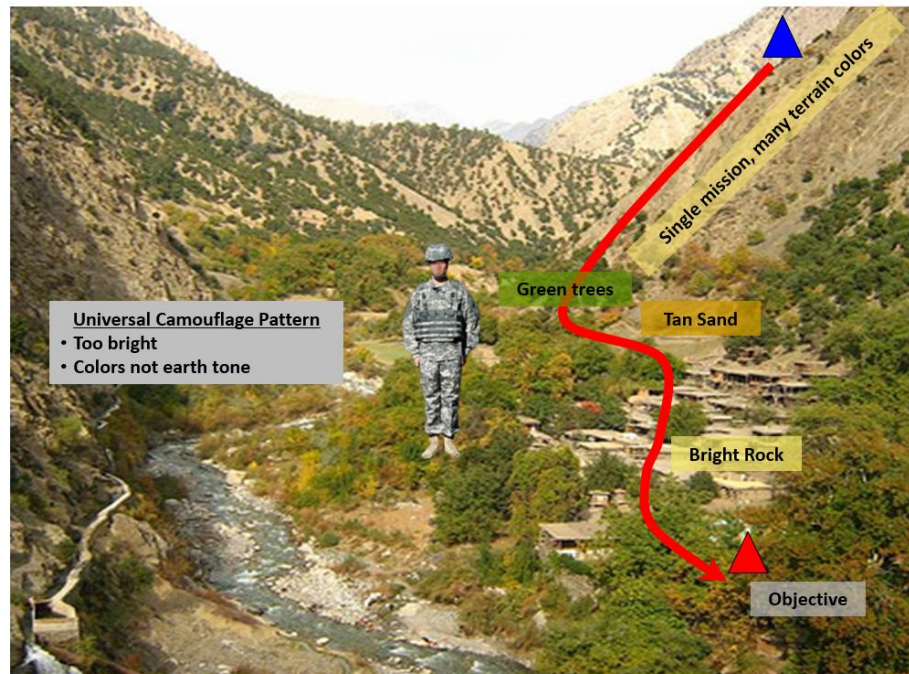 Single mission, many terrain colors
Green trees
Tan Sand
Universal Camouflage Pattern
• Too bright
• Colors not earth tone
Bright Rock
Objective